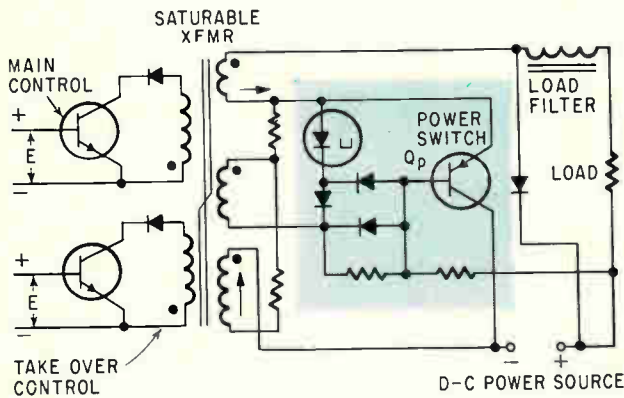 SATURABLE
XFMR
MAIN
CONTROL
+
E
−
+
E
−
TAKE OVER
CONTROL
POWER
SWITCH
Qp
LOAD
FILTER
LOAD
− +
D-C POWER SOURCE